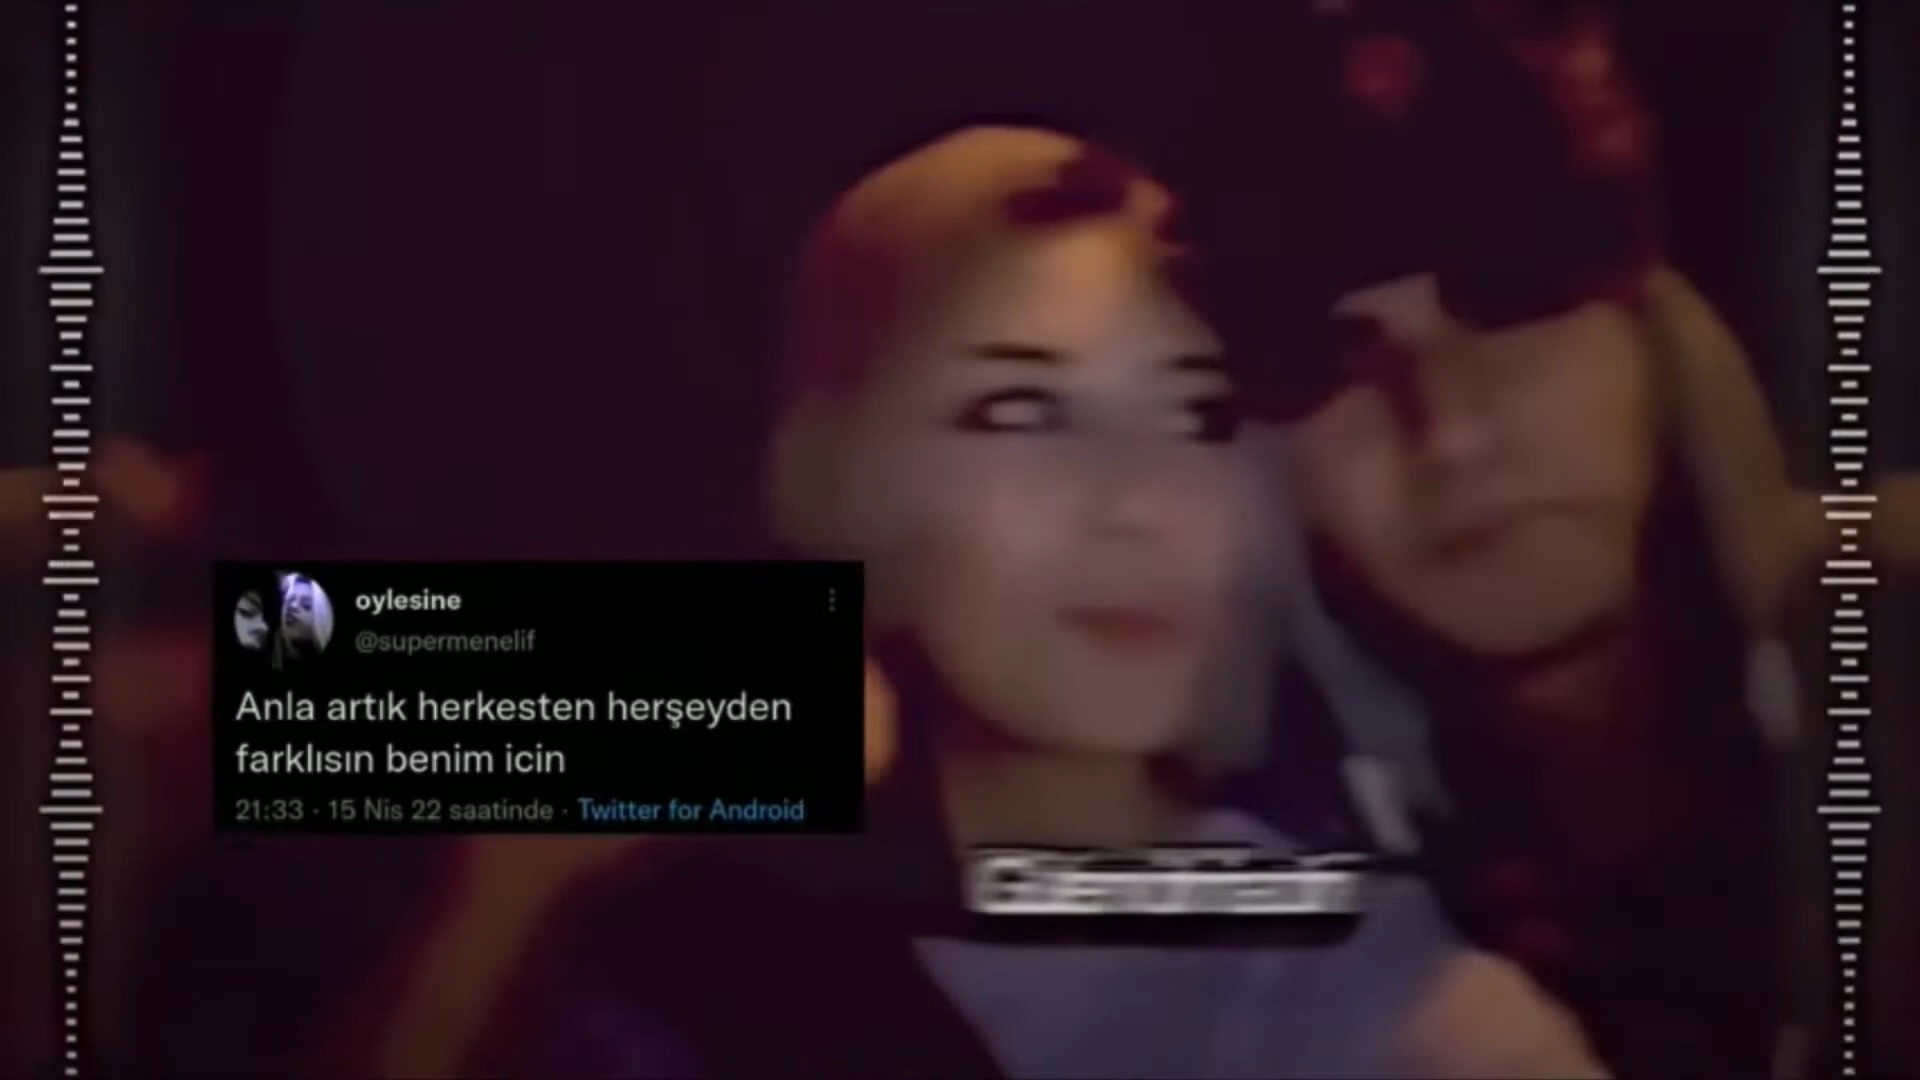 oylesine
@supermenelif
Anla artık herkesten herşeyden
farklısın benim icin
21:33 · 15 Nis 22 saatinde · Twitter for Android